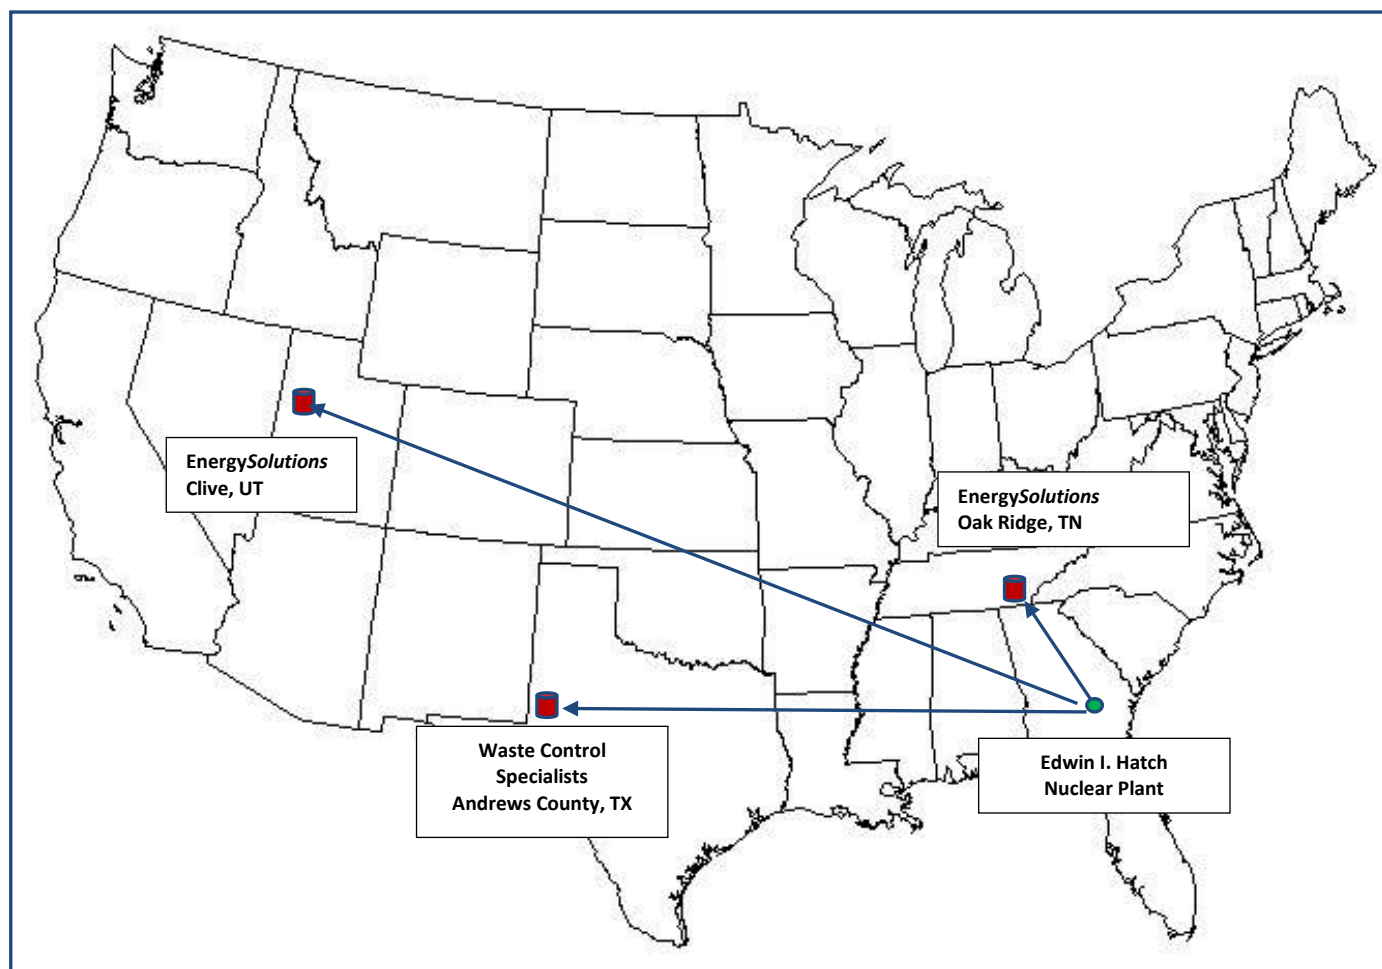 EnergySolutions
Clive, UT
EnergySolutions
Oak Ridge, TN
Waste Control
Specialists
Andrews County, TX
Edwin I. Hatch
Nuclear Plant